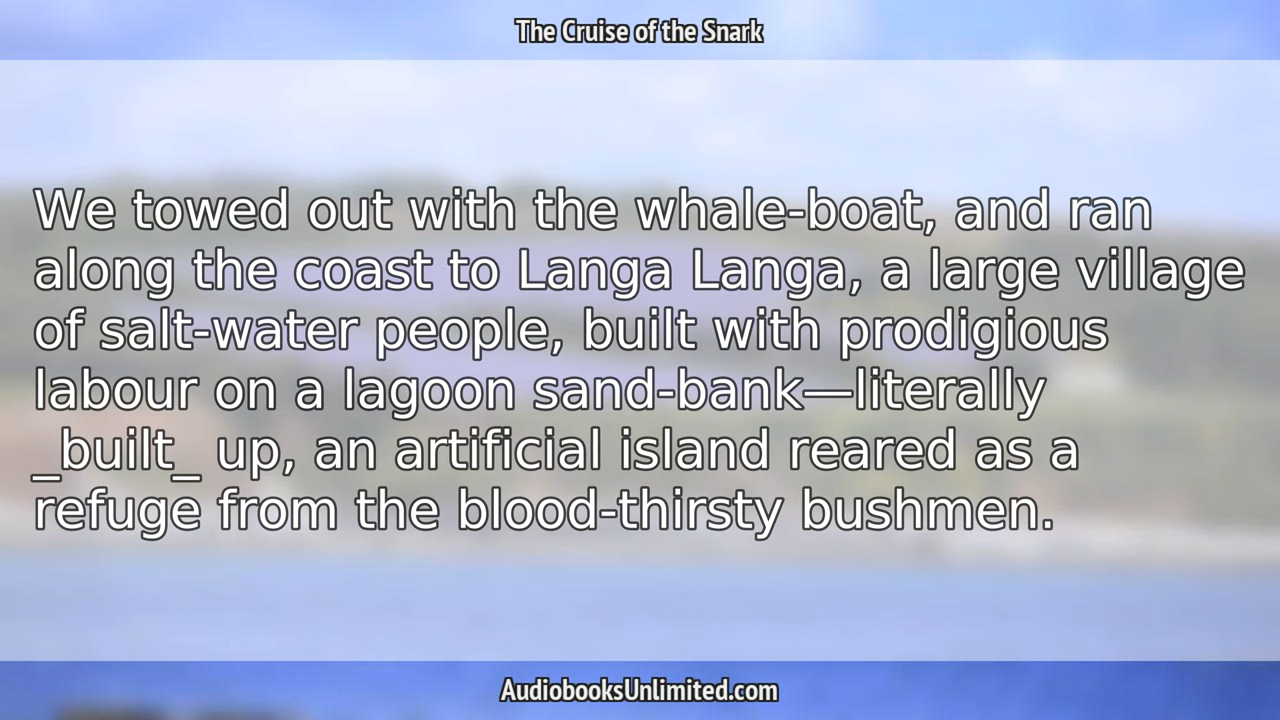 The Cruise of the Snark
We towed out with the whale-boat, and ran
along the coast to Langa Langa, a large village
of salt-water people, built with prodigious
labour on a lagoon sand-bank—literally
_built_ up, an artificial island reared as a
refuge from the blood-thirsty bushmen.
AudiobooksUnlimited.com